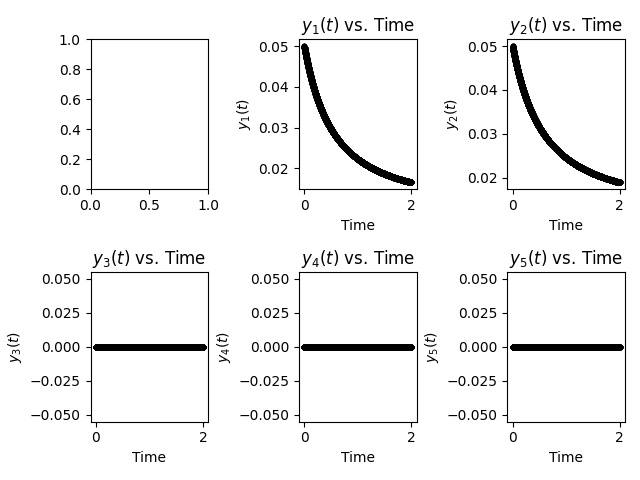 y₁(t) vs. Time
y₂(t) vs. Time
1.0
0.8
0.6
0.4
0.2
0.0
0.0 0.5 1.0
y₁(t)
0.05
0.04
0.03
0.02
0 2
Time
y₂(t)
0.05
0.04
0.03
0.02
0 2
Time
y₃(t) vs. Time
y₃(t)
0.050
0.025
0.000
−0.025
−0.050
0 2
Time
y₄(t) vs. Time
y₄(t)
0.050
0.025
0.000
−0.025
−0.050
0 2
Time
y₅(t) vs. Time
y₅(t)
0.050
0.025
0.000
−0.025
−0.050
0 2
Time